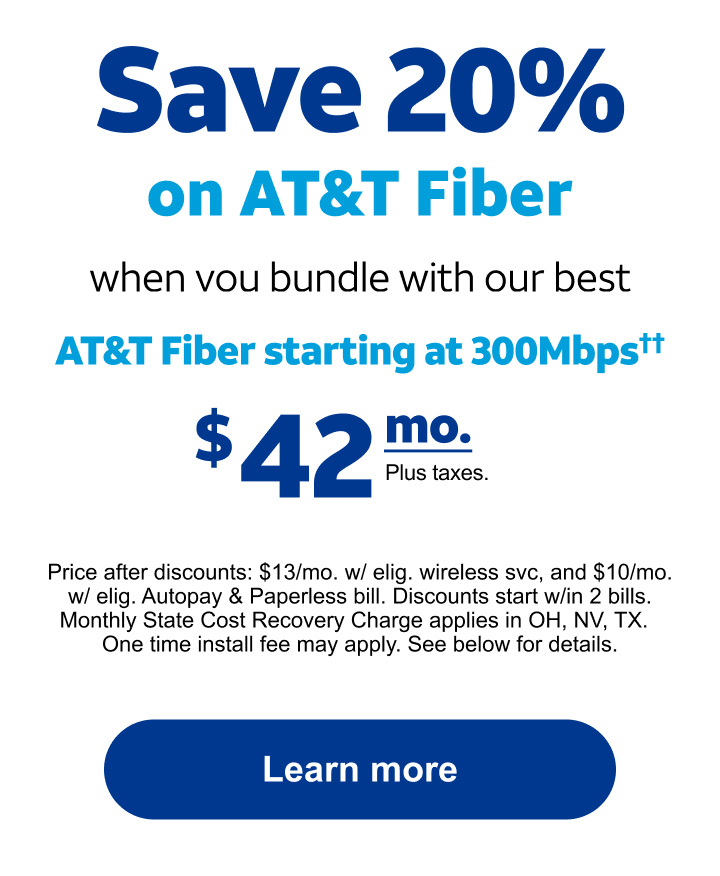 Save 20%
on AT&T Fiber
when vou bundle with our best
AT&T Fiber starting at 300Mbps††
$42 mo.
Plus taxes.
Price after discounts: $13/mo. w/ elig. wireless svc, and $10/mo.
w/ elig. Autopay & Paperless bill. Discounts start w/in 2 bills.
Monthly State Cost Recovery Charge applies in OH, NV, TX.
One time install fee may apply. See below for details.
Learn more